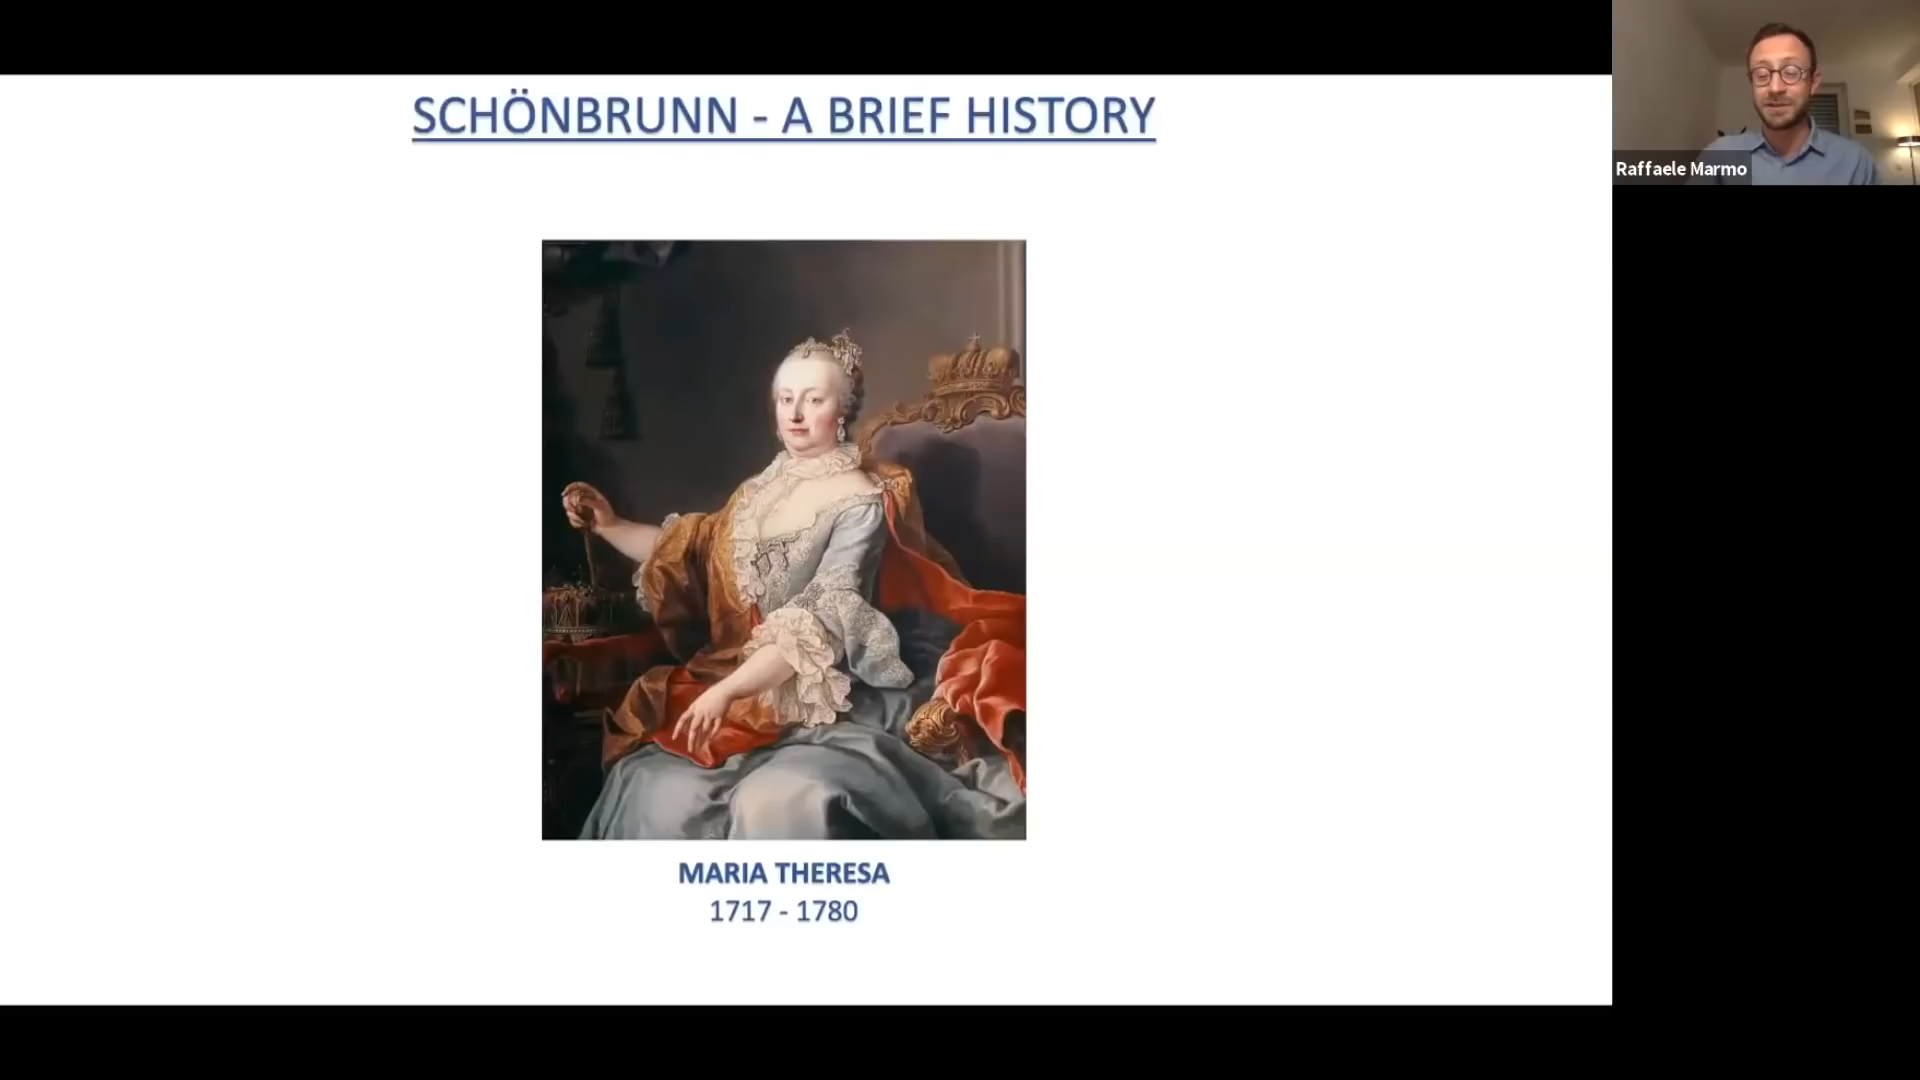 SCHÖNBRUNN - A BRIEF HISTORY
Raffaele Marmo
MARIA THERESA
1717 - 1780